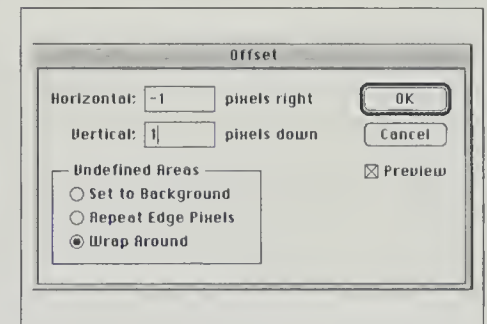 Offset
Horizontal: -1 pixels right
OK
Vertical: 1 pixels down
Cancel
Undefined Areas
Preview
Set to Background
Repeat Edge Pixels
Wrap Around